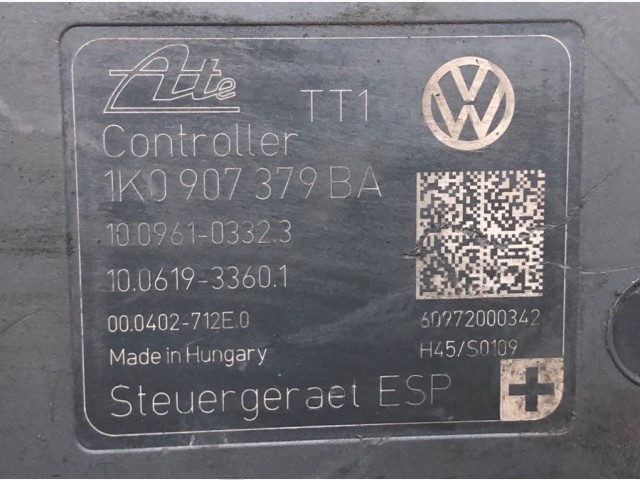 Ate TT1
Controller
1K0 907 379 BA
10.0961-0332.3
10.0619-3360.1
00.0402-712E.0
60972000342
Made in Hungary
H45/S0109
Steuergeraet ESP